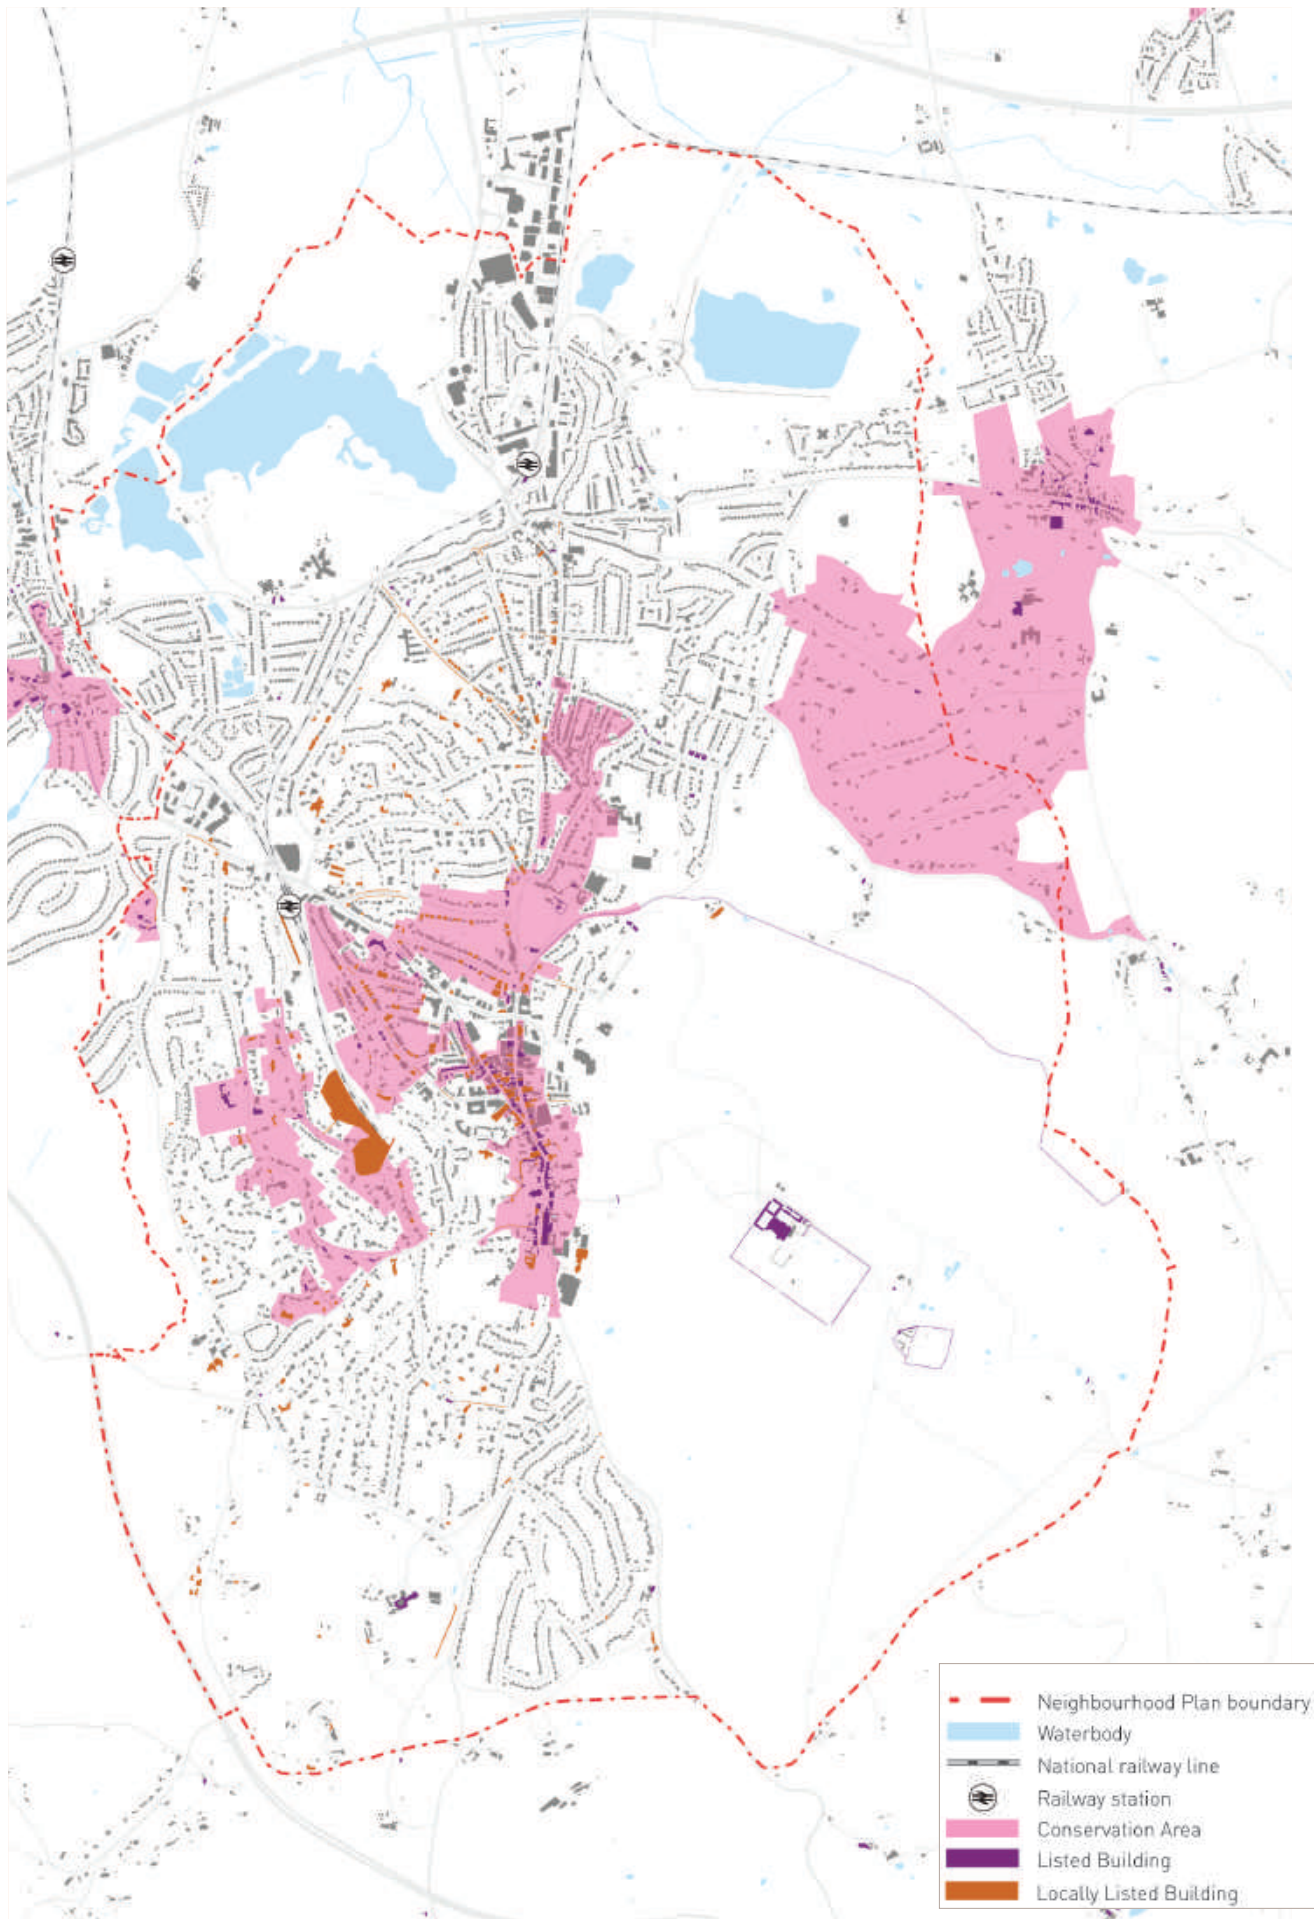 Neighbourhood Plan boundary
Waterbody
National railway line
Railway station
Conservation Area
Listed Building
Locally Listed Building